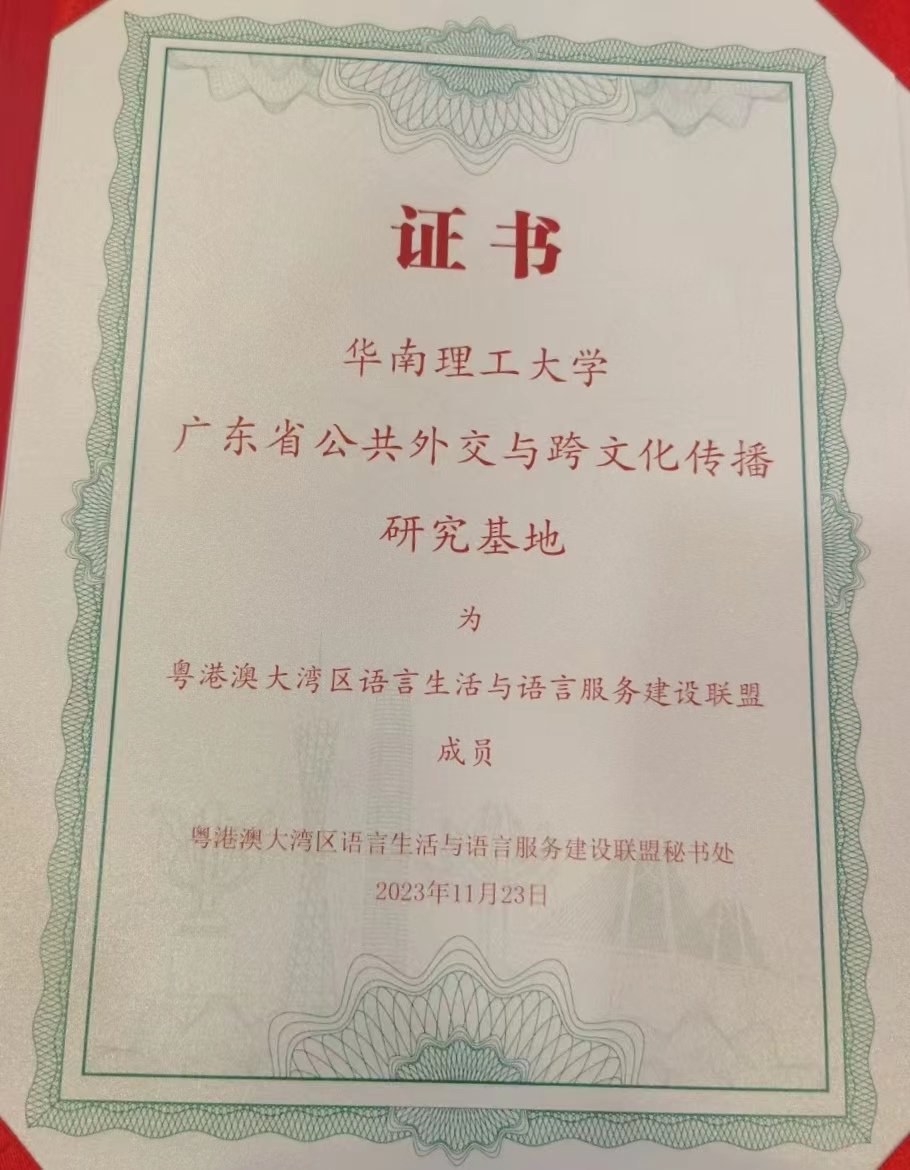 证书
华南理工大学
广东省公共外交与跨文化传播
研究基地
为
粤港澳大湾区语言生活与语言服务建设联盟
成员
粤港澳大湾区语言生活与语言服务建设联盟秘书处
2023年11月23日